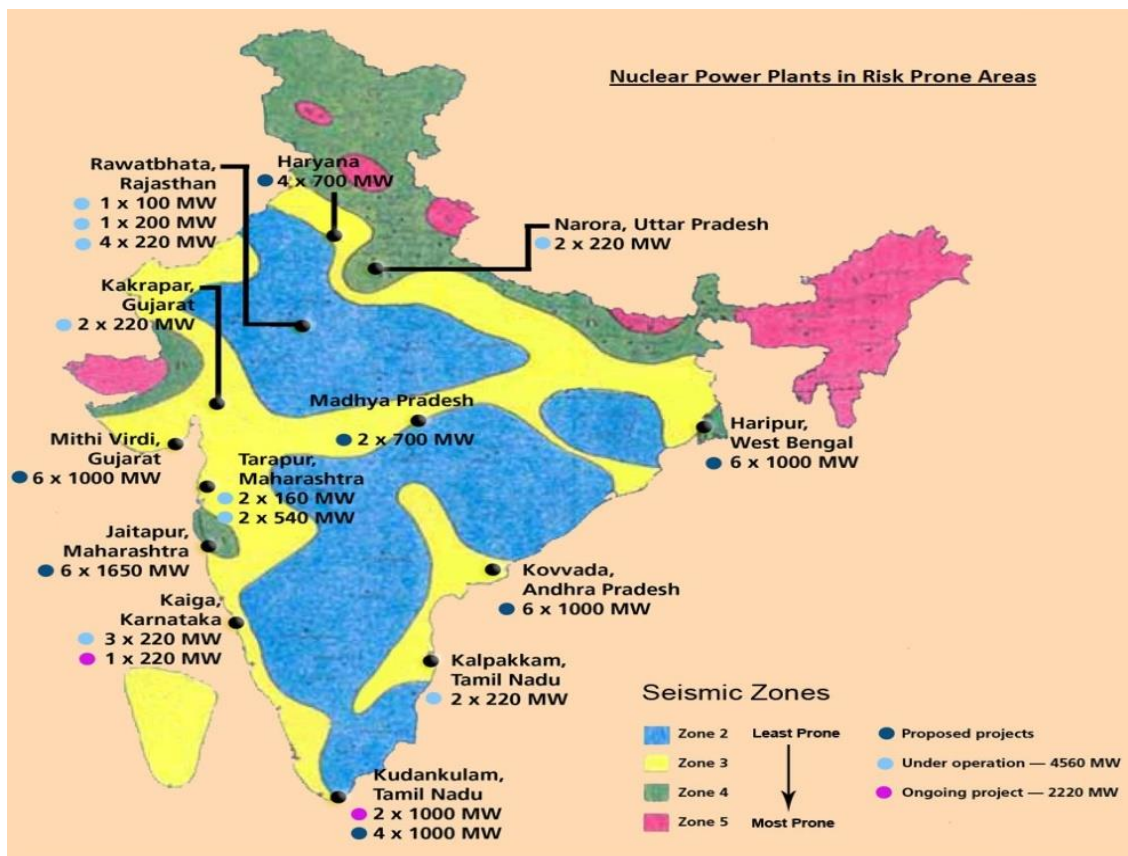 Nuclear Power Plants in Risk Prone Areas
Rawatbhata,
Rajasthan
1 x 100 MW
1 x 200 MW
4 x 220 MW
Haryana
4 x 700 MW
Narora, Uttar Pradesh
2 x 220 MW
Kakrapar,
Gujarat
2 x 220 MW
Madhya Pradesh
2 x 700 MW
Haripur,
West Bengal
6 x 1000 MW
Mithi Virdi,
Gujarat
6 x 1000 MW
Tarapur,
Maharashtra
2 x 160 MW
2 x 540 MW
Jaitapur,
Maharashtra
6 x 1650 MW
Kovvada,
Andhra Pradesh
6 x 1000 MW
Kaiga,
Karnataka
3 x 220 MW
1 x 220 MW
Kalpakkam,
Tamil Nadu
2 x 220 MW
Kudankulam,
Tamil Nadu
2 x 1000 MW
4 x 1000 MW
Seismic Zones
Zone 2 Least Prone
Zone 3
Zone 4
Zone 5 Most Prone
Proposed projects
Under operation — 4560 MW
Ongoing project — 2220 MW